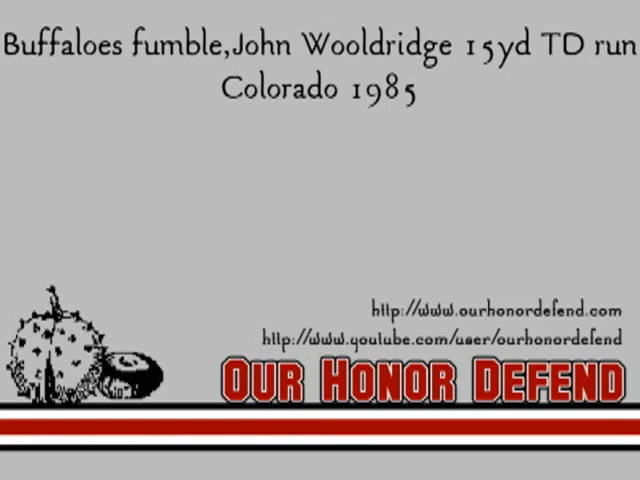 Buffaloes fumble,John Wooldridge 15yd TD run
Colorado 1985
http://www.ourhonordefend.com
http://www.youtube.com/user/ourhonordefend
OUR HONOR DEFEND